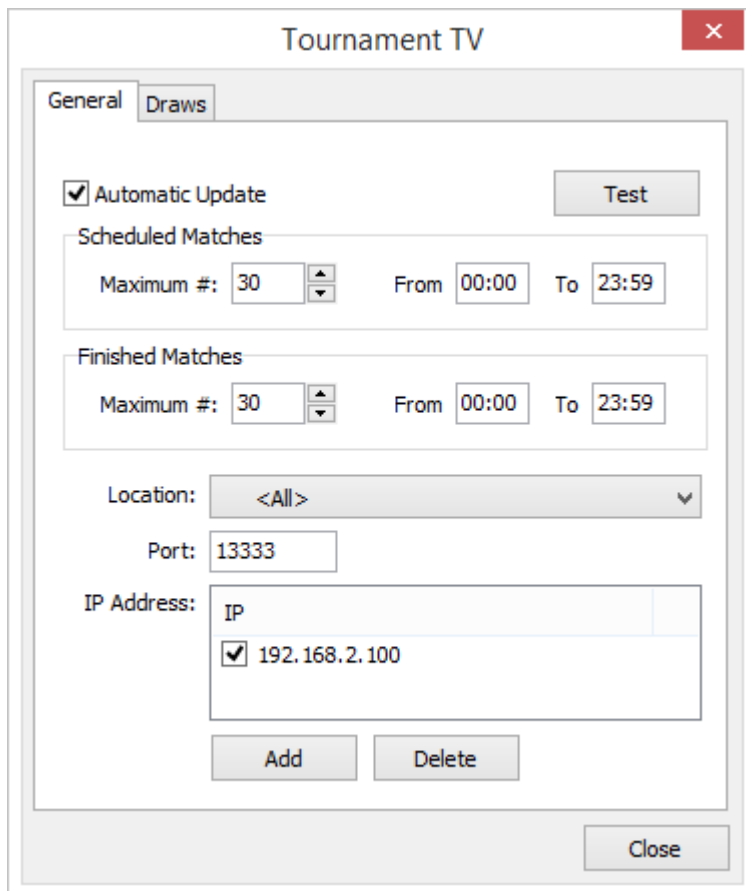 Tournament TV
General Draws
Automatic Update Test
Scheduled Matches
Maximum #: 30 From 00:00 To 23:59
Finished Matches
Maximum #: 30 From 00:00 To 23:59
Location: <All>
Port: 13333
IP Address: IP
192.168.2.100
Add Delete
Close